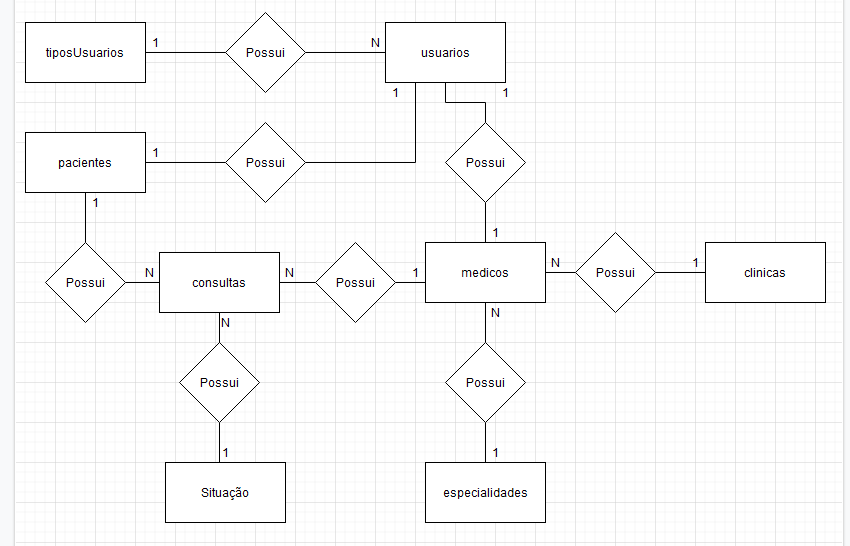 tiposUsuarios
1
Possui
N
usuarios
1
1
pacientes
1
Possui
Possui
1
1
Possui
N
consultas
N
Possui
1
medicos
N
Possui
1
clinicas
N
N
Possui
Possui
1
1
Situação
especialidades